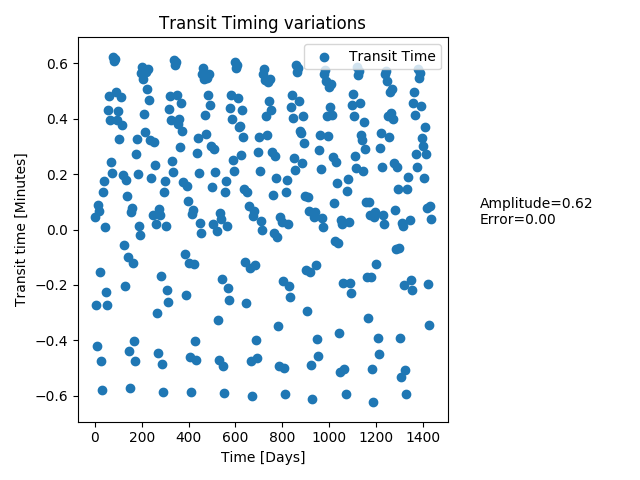 Transit Timing variations
Transit Time
Transit time [Minutes]
0.6
0.4
0.2
0.0
−0.2
−0.4
−0.6
0 200 400 600 800 1000 1200 1400
Time [Days]
Amplitude=0.62
Error=0.00